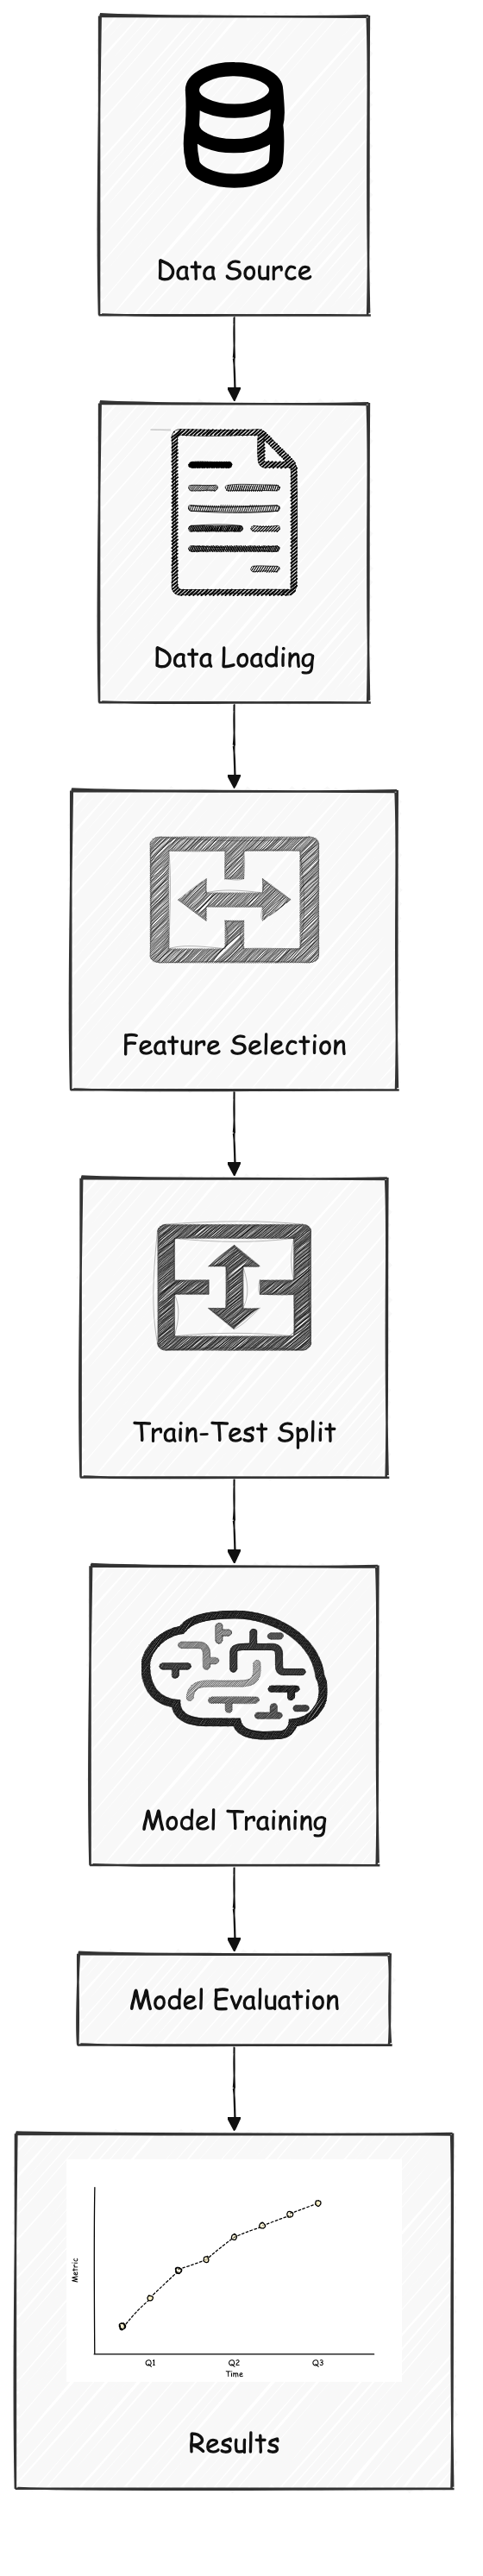 Data Source
Data Loading
Feature Selection
Train-Test Split
Model Training
Model Evaluation
Metric
Q1 Q2 Q3
Time
Results